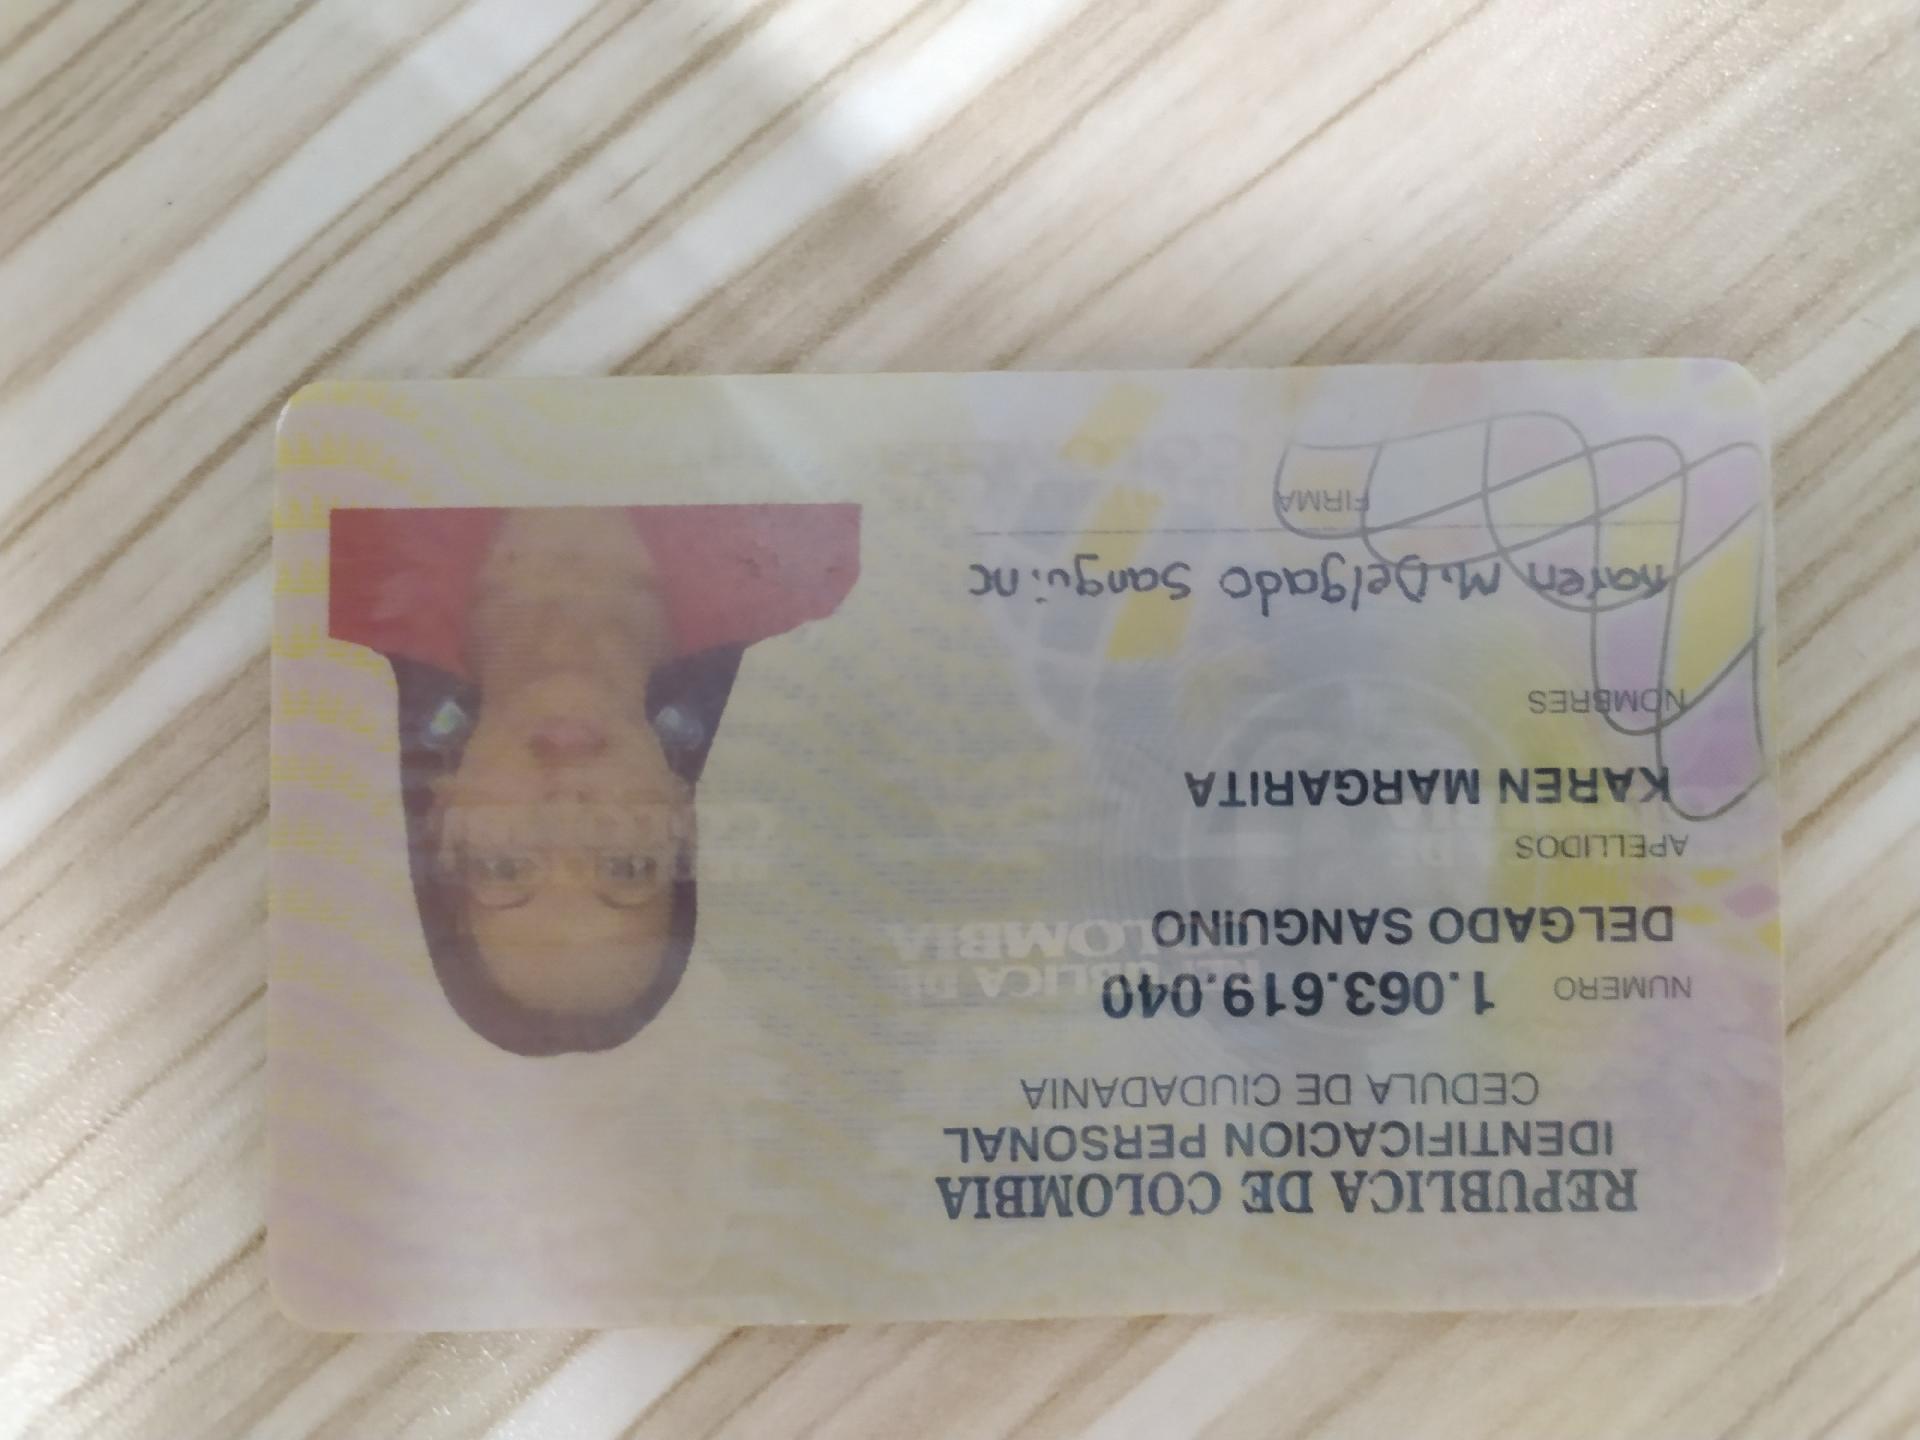 REPUBLICA DE COLOMBIA
IDENTIFICACION PERSONAL
CEDULA DE CIUDADANIA
NUMERO 1.063.619.040
DELGADO SANGUINO
APELLIDOS
KAREN MARGARITA
NOMBRES
Karen M. Delgado Sanguino
FIRMA
REPUBLICA DE
COLOMBIA